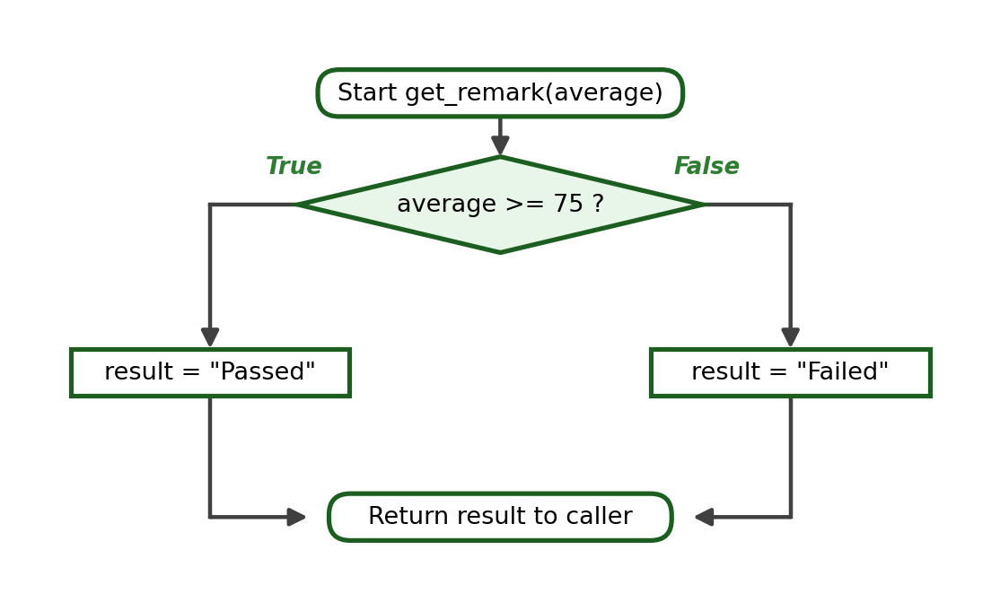 Start get_remark(average)
True
False
average >= 75 ?
result = "Passed"
result = "Failed"
Return result to caller